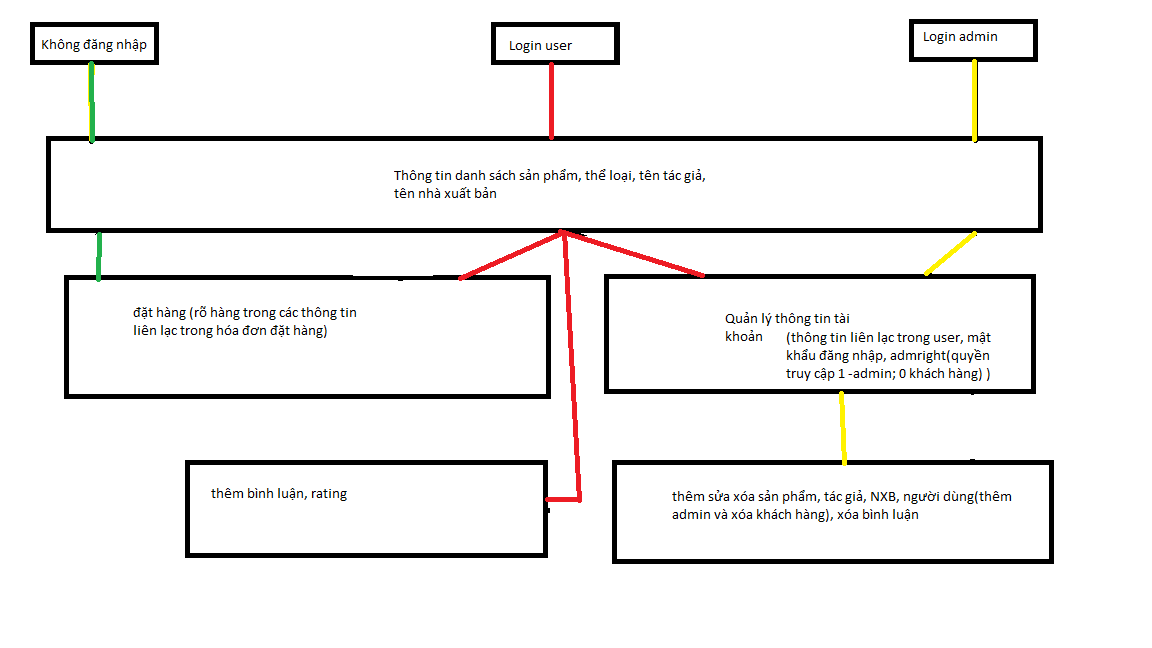 Không đăng nhập
Login user
Login admin
Thông tin danh sách sản phẩm, thể loại, tên tác giả,
tên nhà xuất bản
đặt hàng (rỗ hàng trong các thông tin
liên lạc trong hóa đơn đặt hàng)
Quản lý thông tin tài
khoản
(thông tin liên lạc trong user, mật
khẩu đăng nhập, admright(quyền
truy cập 1 -admin; 0 khách hàng) )
thêm bình luận, rating
thêm sửa xóa sản phẩm, tác giả, NXB, người dùng(thêm
admin và xóa khách hàng), xóa bình luận